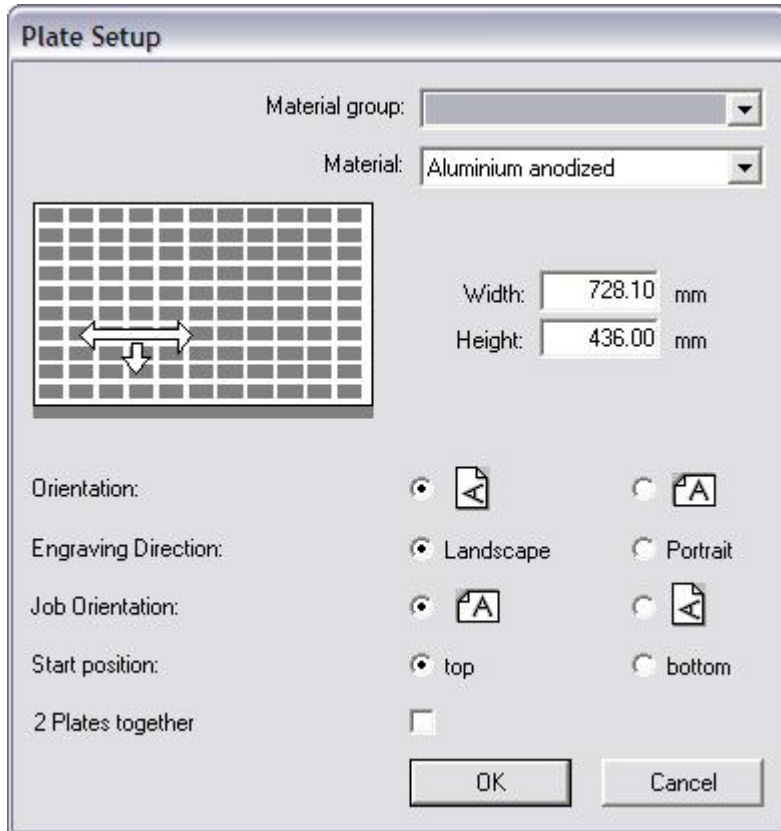 Plate Setup
Material group:
Material: Aluminium anodized
Width: 728.10 mm
Height: 436.00 mm
Orientation: A A
Engraving Direction: Landscape Portrait
Job Orientation: A A
Start position: top bottom
2 Plates together
OK Cancel